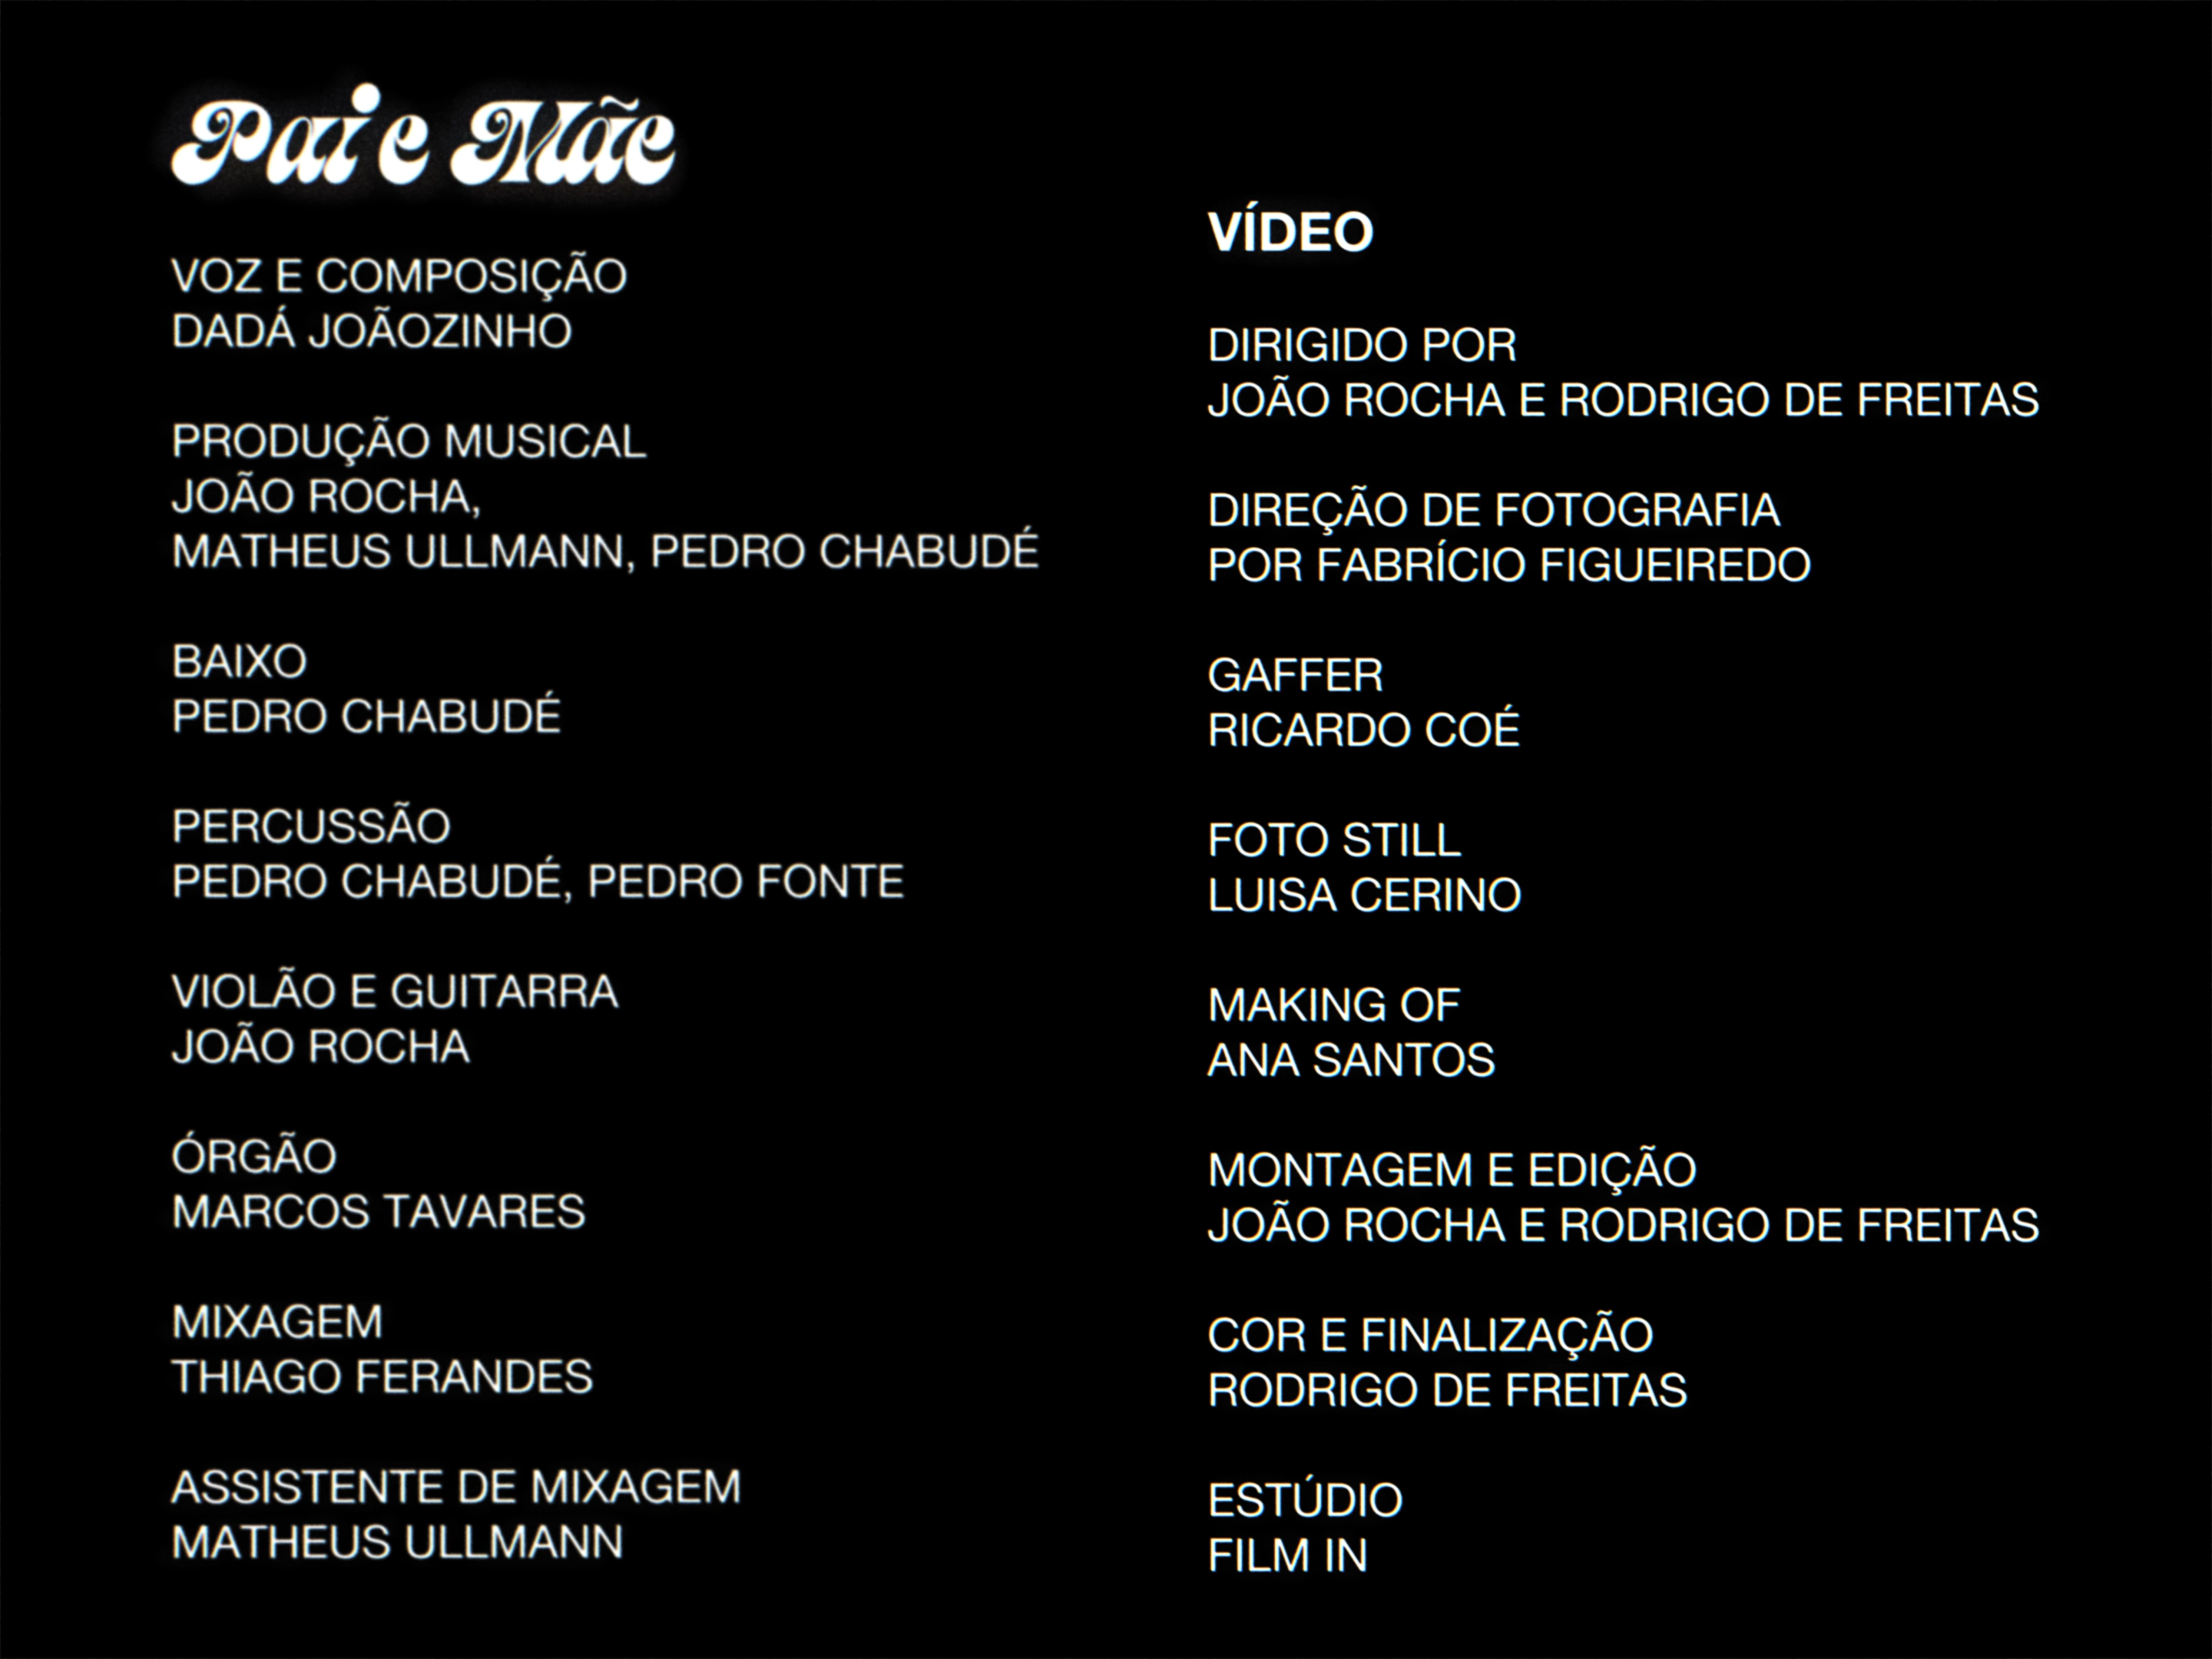 Pai e Mãe
VOZ E COMPOSIÇÃO
DADÁ JOÃOZINHO
PRODUÇÃO MUSICAL
JOÃO ROCHA,
MATHEUS ULLMANN, PEDRO CHABUDÉ
BAIXO
PEDRO CHABUDÉ
PERCUSSÃO
PEDRO CHABUDÉ, PEDRO FONTE
VIOLÃO E GUITARRA
JOÃO ROCHA
ÓRGÃO
MARCOS TAVARES
MIXAGEM
THIAGO FERANDES
ASSISTENTE DE MIXAGEM
MATHEUS ULLMANN
VÍDEO
DIRIGIDO POR
JOÃO ROCHA E RODRIGO DE FREITAS
DIREÇÃO DE FOTOGRAFIA
POR FABRÍCIO FIGUEIREDO
GAFFER
RICARDO COÉ
FOTO STILL
LUISA CERINO
MAKING OF
ANA SANTOS
MONTAGEM E EDIÇÃO
JOÃO ROCHA E RODRIGO DE FREITAS
COR E FINALIZAÇÃO
RODRIGO DE FREITAS
ESTÚDIO
FILM IN